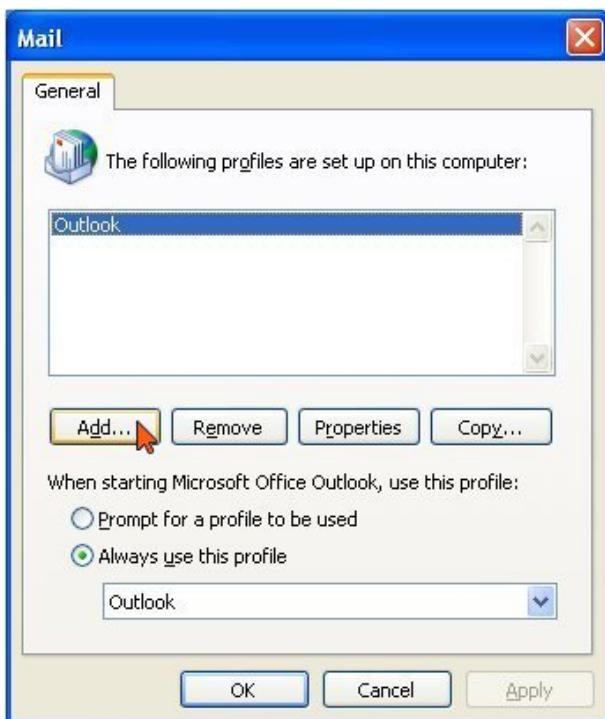 Mail
General
The following profiles are set up on this computer:
Outlook
Add... Remove Properties Copy...
When starting Microsoft Office Outlook, use this profile:
Prompt for a profile to be used
Always use this profile
Outlook
OK Cancel Apply